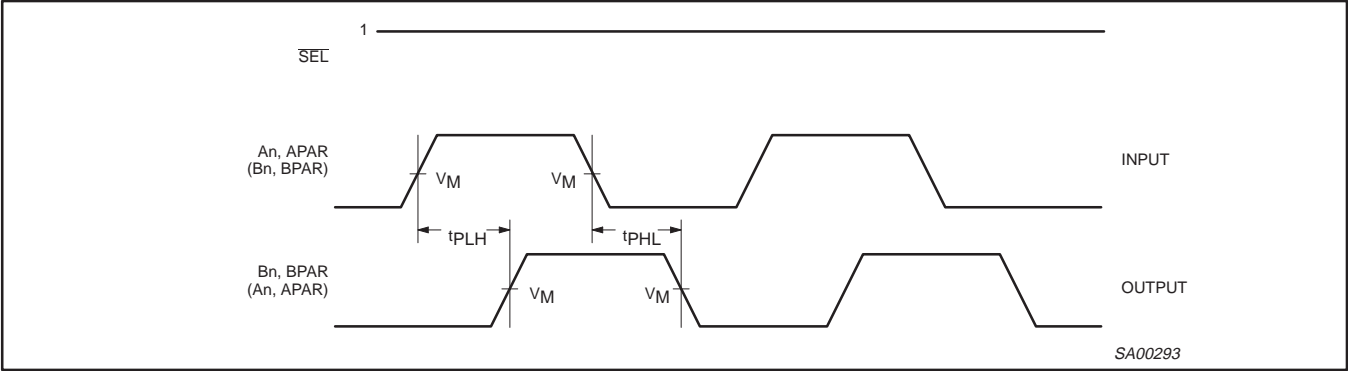 1
SEL
An, APAR
(Bn, BPAR)
VM
VM
INPUT
tPLH
tPHL
Bn, BPAR
(An, APAR)
VM
VM
OUTPUT
SA00293